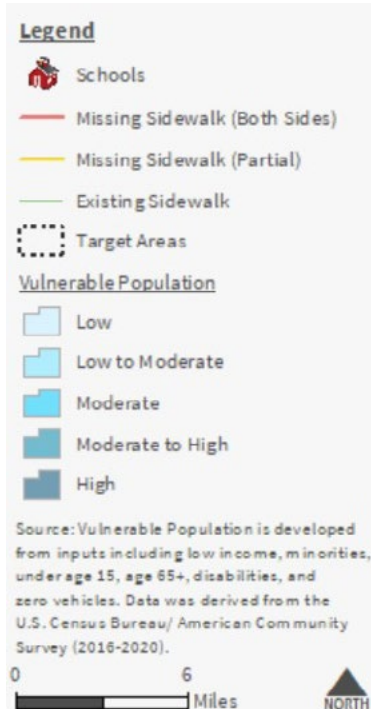 Legend
Schools
Missing Sidewalk (Both Sides)
Missing Sidewalk (Partial)
Existing Sidewalk
Target Areas
Vulnerable Population
Low
Low to Moderate
Moderate
Moderate to High
High
Source: Vulnerable Population is developed
from inputs including low income, minorities,
under age 15, age 65+, disabilities, and
zero vehicles. Data was derived from the
U.S. Census Bureau/ American Community
Survey (2016-2020).
0 6
Miles
NORTH